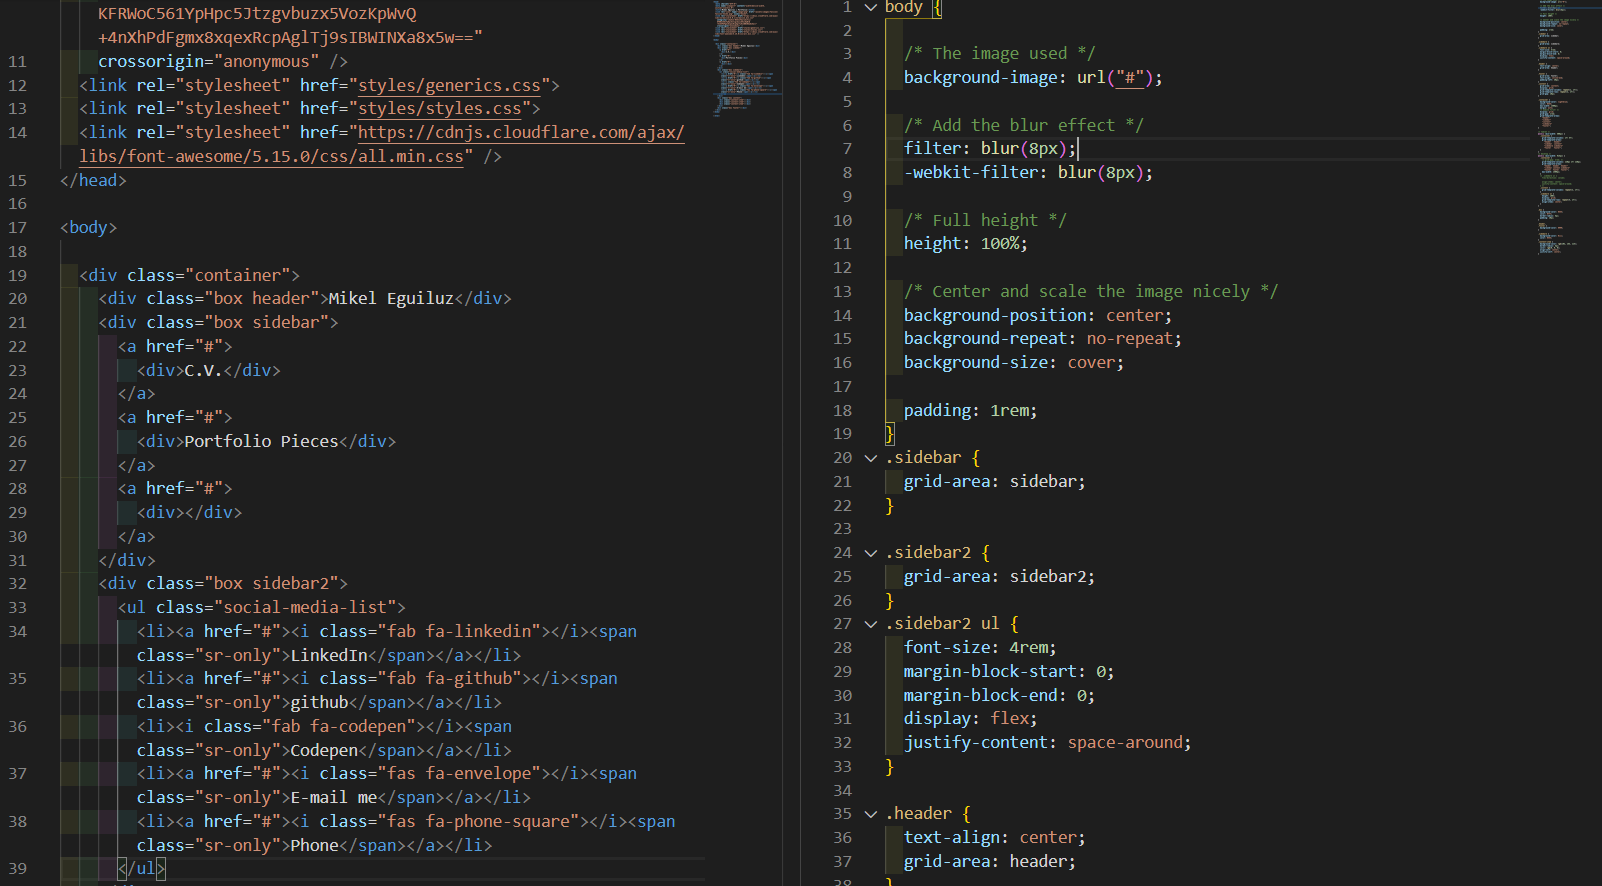 KFRWoC561YpHpc5Jtzgvbuzx5VozKpWvQ
+4nXhPdFgmx8xqexRcpAglTj9sIBWINXa8x5w=="
11 crossorigin="anonymous" />
12 <link rel="stylesheet" href="styles/generics.css">
13 <link rel="stylesheet" href="styles/styles.css">
14 <link rel="stylesheet" href="https://cdnjs.cloudflare.com/ajax/
libs/font-awesome/5.15.0/css/all.min.css" />
15 </head>
16
17 <body>
18
19 <div class="container">
20 <div class="box header">Mikel Eguiluz</div>
21 <div class="box sidebar">
22 <a href="#">
23 <div>C.V.</div>
24 </a>
25 <a href="#">
26 <div>Portfolio Pieces</div>
27 </a>
28 <a href="#">
29 <div></div>
30 </a>
31 </div>
32 <div class="box sidebar2">
33 <ul class="social-media-list">
34 <li><a href="#"><i class="fab fa-linkedin"></i><span
class="sr-only">LinkedIn</span></a></li>
35 <li><a href="#"><i class="fab fa-github"></i><span
class="sr-only">github</span></a></li>
36 <li><i class="fab fa-codepen"></i><span
class="sr-only">Codepen</span></a></li>
37 <li><a href="#"><i class="fas fa-envelope"></i><span
class="sr-only">E-mail me</span></a></li>
38 <li><a href="#"><i class="fas fa-phone-square"></i><span
class="sr-only">Phone</span></a></li>
39 </ul>
1 body {
2
3 /* The image used */
4 background-image: url("#");
5
6 /* Add the blur effect */
7 filter: blur(8px);
8 -webkit-filter: blur(8px);
9
10 /* Full height */
11 height: 100%;
12
13 /* Center and scale the image nicely */
14 background-position: center;
15 background-repeat: no-repeat;
16 background-size: cover;
17
18 padding: 1rem;
19 }
20 .sidebar {
21 grid-area: sidebar;
22 }
23
24 .sidebar2 {
25 grid-area: sidebar2;
26 }
27 .sidebar2 ul {
28 font-size: 4rem;
29 margin-block-start: 0;
30 margin-block-end: 0;
31 display: flex;
32 justify-content: space-around;
33 }
34
35 .header {
36 text-align: center;
37 grid-area: header;
38 }